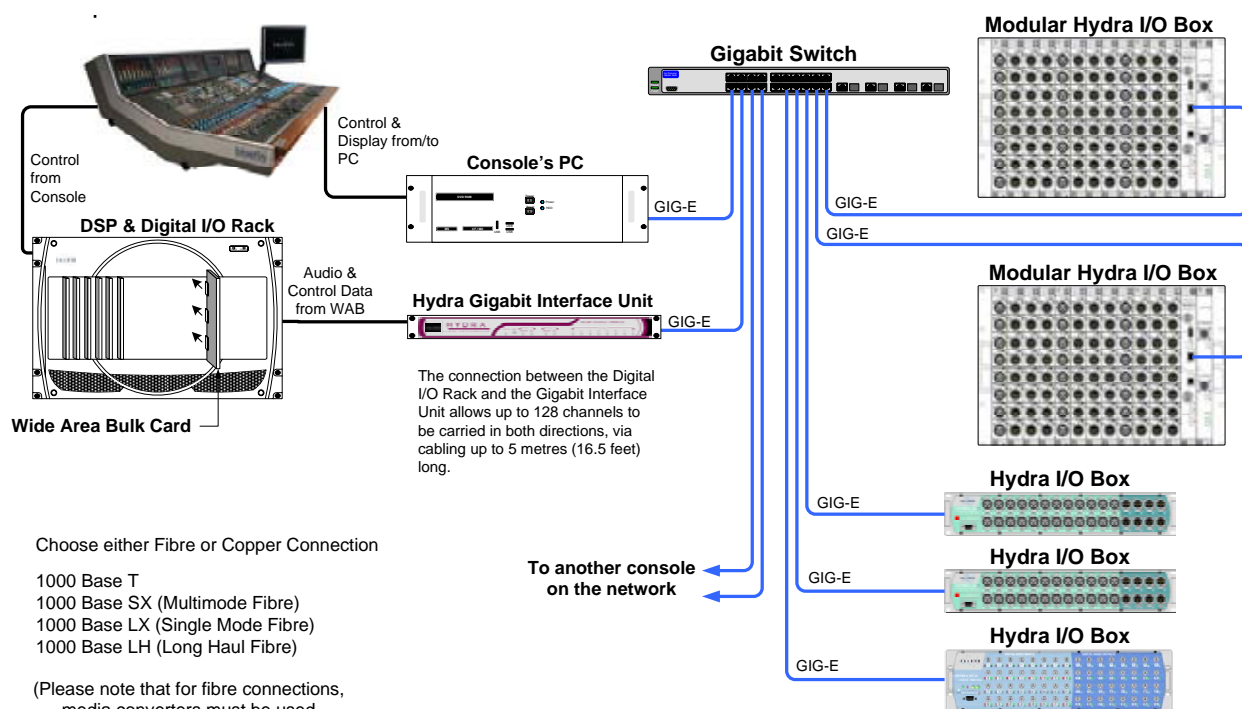 Modular Hydra I/O Box
Gigabit Switch
Control &
Display from/to
PC
Control
from
Console
Console's PC
GIG-E
GIG-E
GIG-E
DSP & Digital I/O Rack
Audio &
Control Data
from WAB
Hydra Gigabit Interface Unit
HYDRA
GIG-E
Modular Hydra I/O Box
The connection between the Digital
I/O Rack and the Gigabit Interface
Unit allows up to 128 channels to
be carried in both directions, via
cabling up to 5 metres (16.5 feet)
long.
Wide Area Bulk Card
Hydra I/O Box
GIG-E
Choose either Fibre or Copper Connection
1000 Base T
1000 Base SX (Multimode Fibre)
1000 Base LX (Single Mode Fibre)
1000 Base LH (Long Haul Fibre)
To another console
on the network
Hydra I/O Box
GIG-E
Hydra I/O Box
GIG-E
(Please note that for fibre connections,
media converters must be used